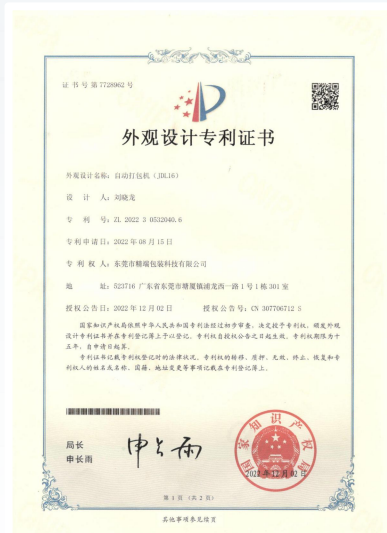 证 书 号 第 7728962 号
外观设计专利证书
外观设计名称：自动打包机（JDL16）
设 计 人：刘晓龙
专 利 号：ZL 2022 3 0532040.6
专利申请日：2022年08月15日
专 利 权 人：东莞市精端包装科技有限公司
地 址：523716 广东省东莞市塘厦镇浦龙西一路1号1栋301室
授权公告日：2022年12月02日 授权公告号：CN 307706712 S
国家知识产权局依照中华人民共和国专利法经过初步审查，决定授予专利权，颁发外观
设计专利证书并在专利登记簿上予以登记。专利权自授权公告之日起生效。专利权期限为十
五年，自申请日起算。
专利证书记载专利权登记时的法律状况。专利权的转移、质押、无效、终止、恢复和专
利权人的姓名或名称、国籍、地址变更等事项记载在专利登记簿上。
局长
申长雨
申长雨
国家知识产权局
2022年12月02日
第 1 页（共 2 页）
其他事项参见续页